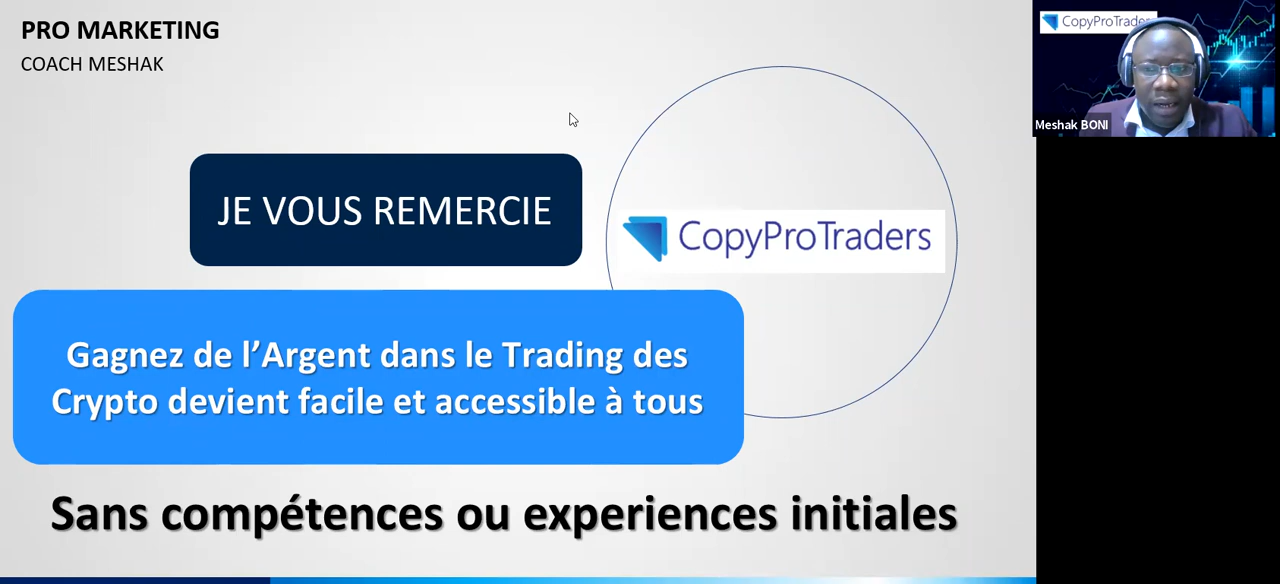 PRO MARKETING
COACH MESHAK
JE VOUS REMERCIE
CopyProTraders
Gagnez de l’Argent dans le Trading des
Crypto devient facile et accessible à tous
Sans compétences ou experiences initiales
CopyProTrader
Meshak BONI